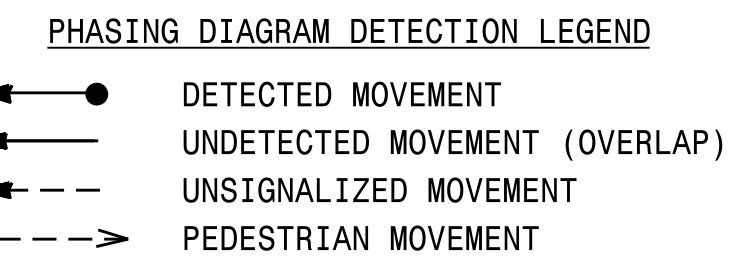 PHASING DIAGRAM DETECTION LEGEND
DETECTED MOVEMENT
UNDETECTED MOVEMENT (OVERLAP)
UNSIGNALIZED MOVEMENT
PEDESTRIAN MOVEMENT